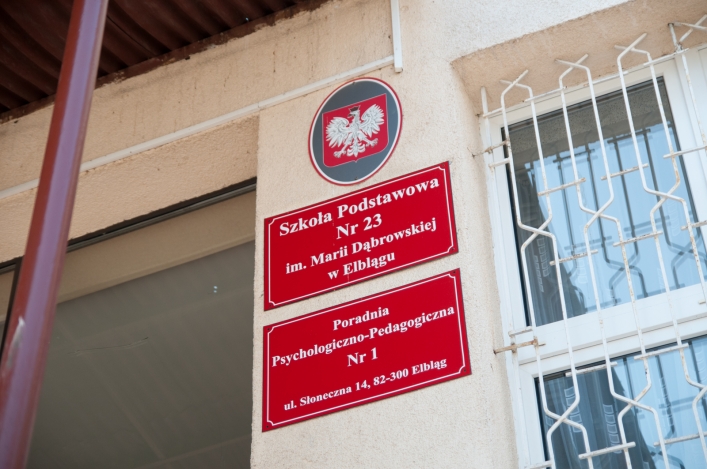 Szkoła Podstawowa
Nr 23
im. Marii Dąbrowskiej
w Elblągu
Poradnia
Psychologiczno-Pedagogiczna
Nr 1
ul. Słoneczna 14, 82-300 Elbląg